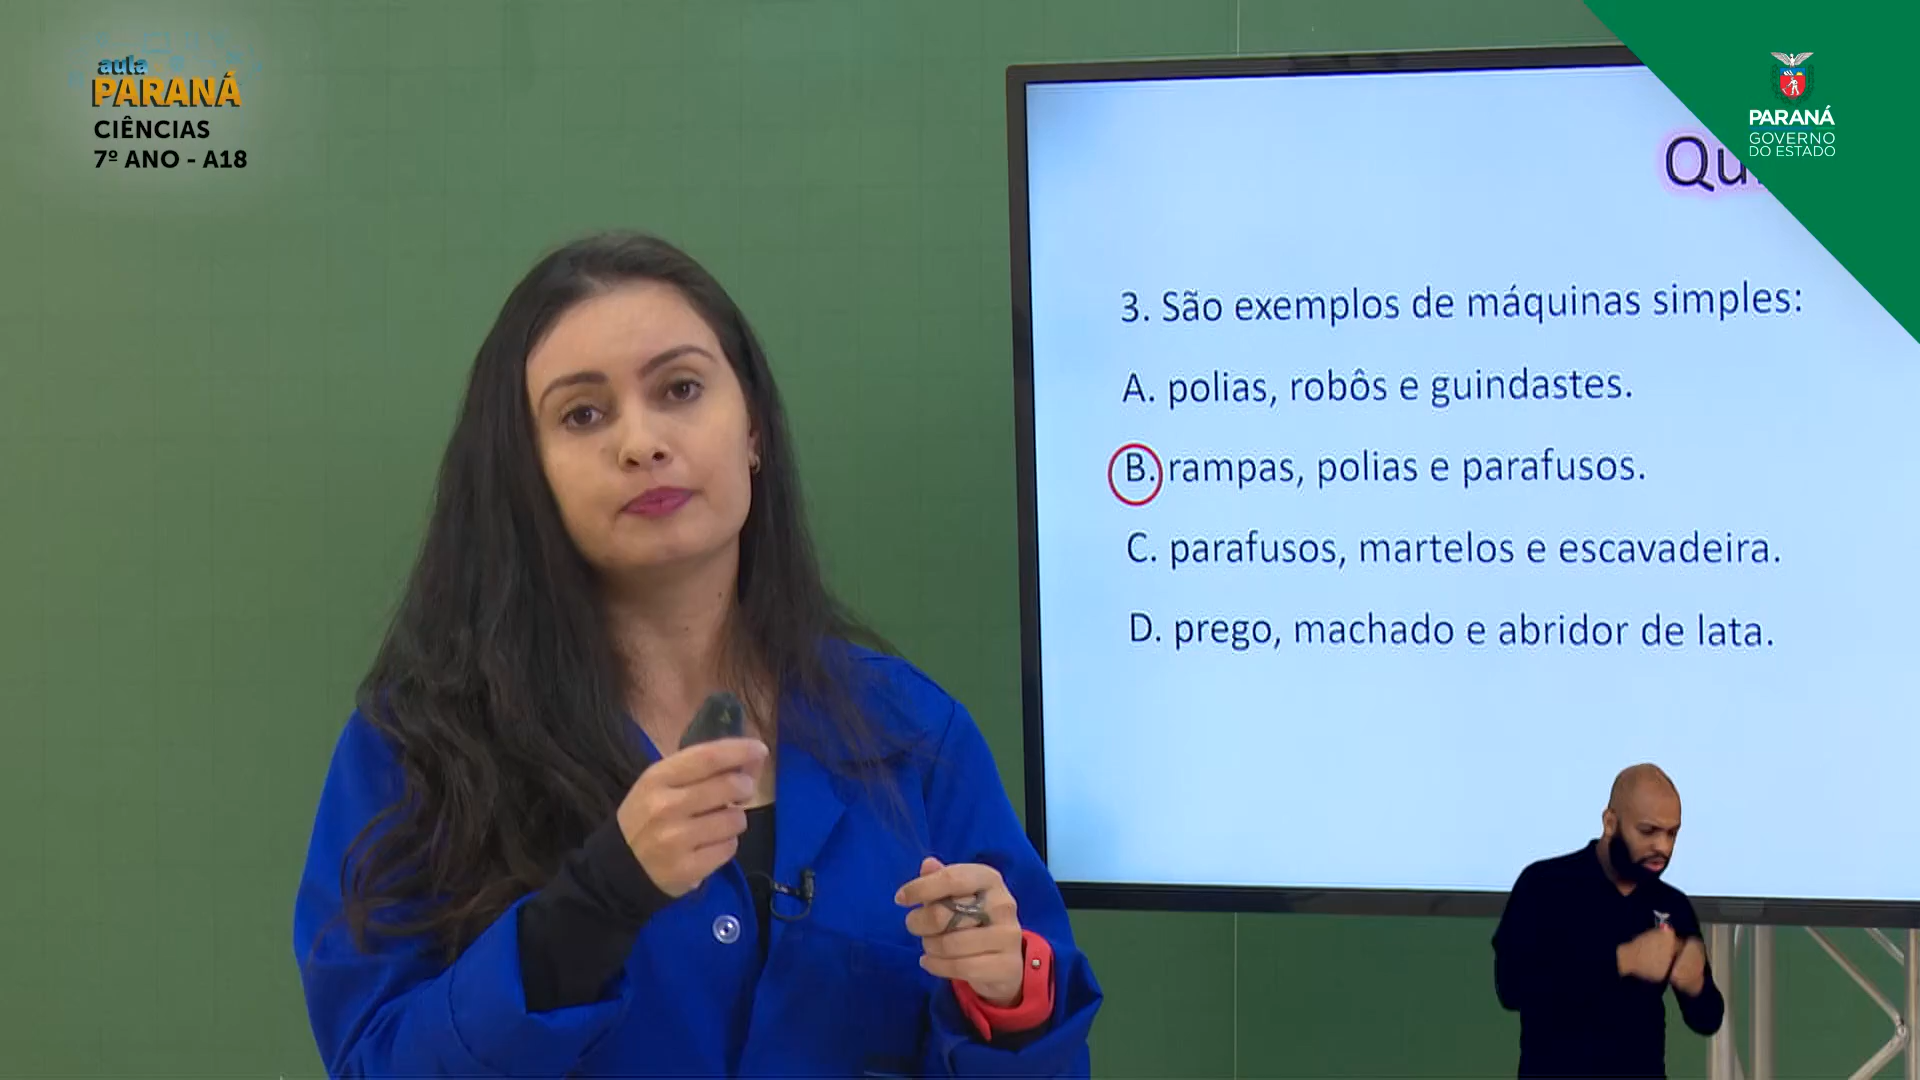 aula
PARANÁ
CIÊNCIAS
7º ANO - A18
PARANÁ
GOVERNO
DO ESTADO
3. São exemplos de máquinas simples:
A. polias, robôs e guindastes.
B. rampas, polias e parafusos.
C. parafusos, martelos e escavadeira.
D. prego, machado e abridor de lata.